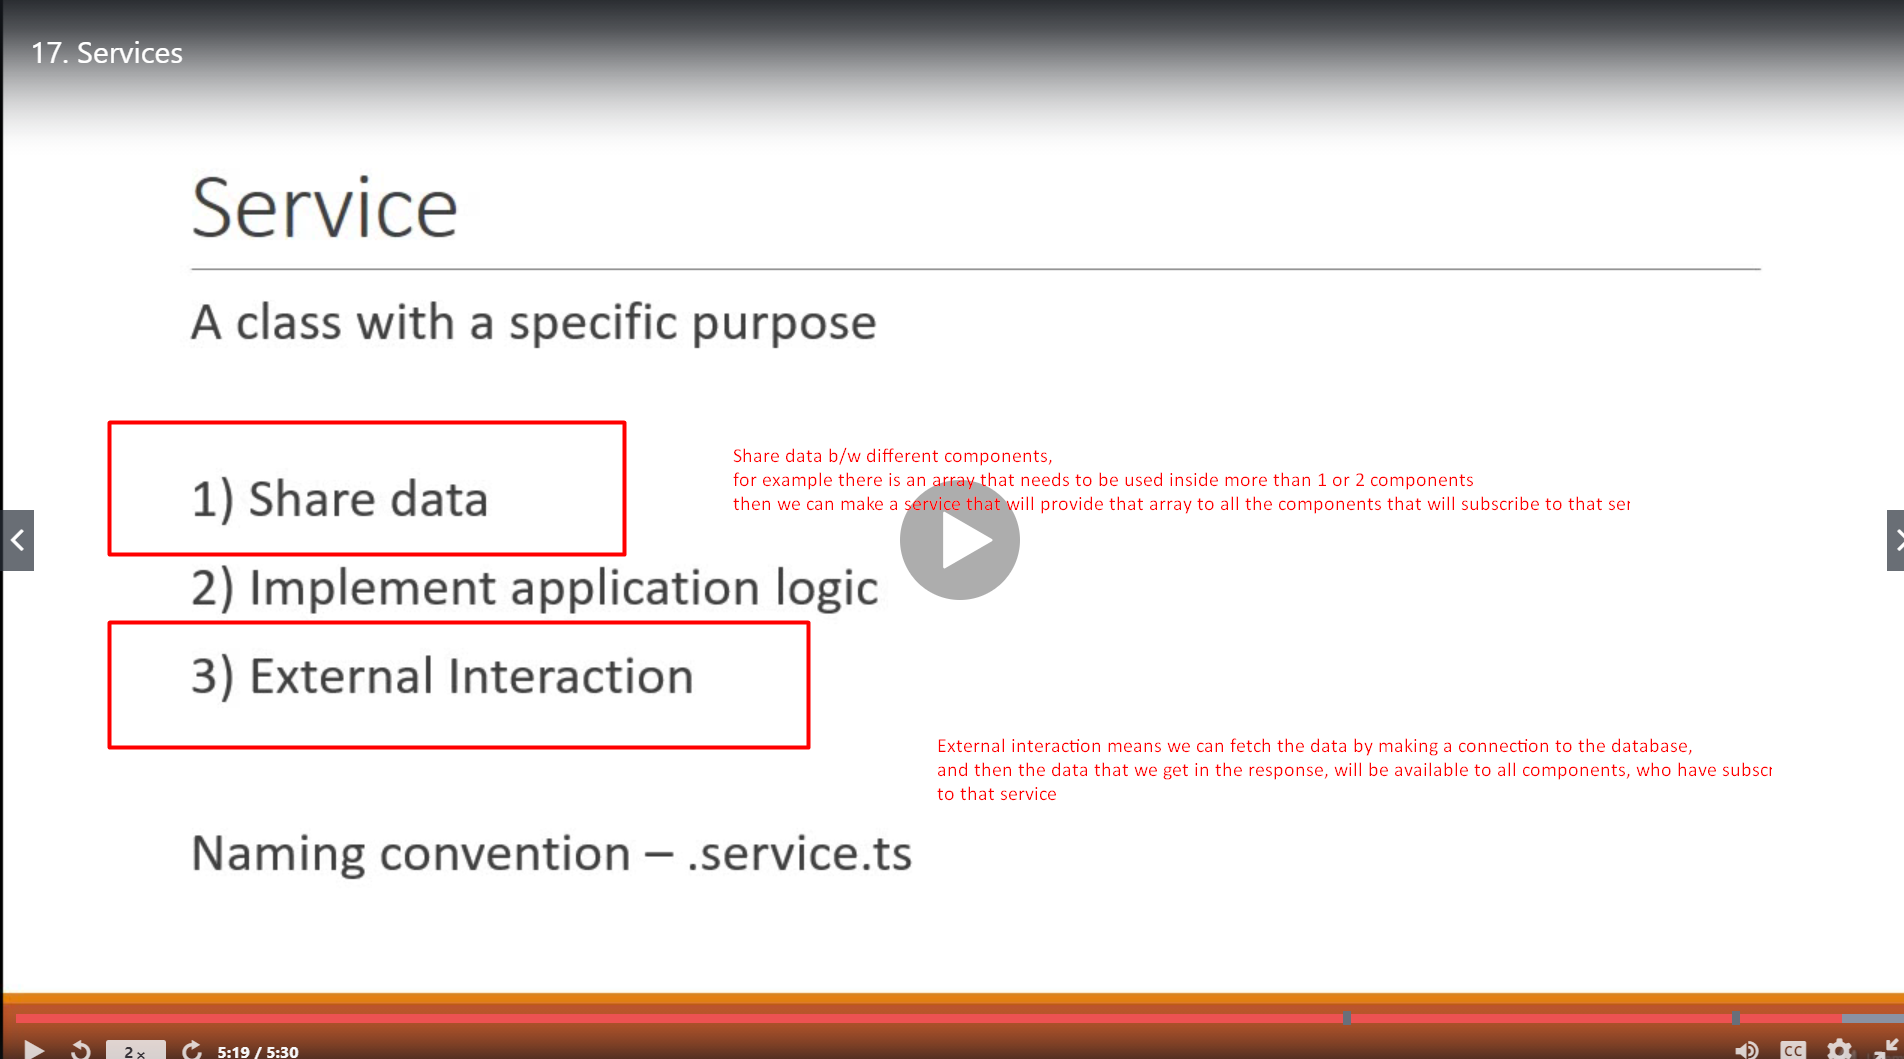 17. Services
Service
A class with a specific purpose
1) Share data
Share data b/w different components,
for example there is an array that needs to be used inside more than 1 or 2 components
then we can make a service that will provide that array to all the components that will subscribe to that ser
2) Implement application logic
3) External Interaction
External interaction means we can fetch the data by making a connection to the database,
and then the data that we get in the response, will be available to all components, who have subscr
to that service
Naming convention – .service.ts
2x
5:19 / 5:30
CC